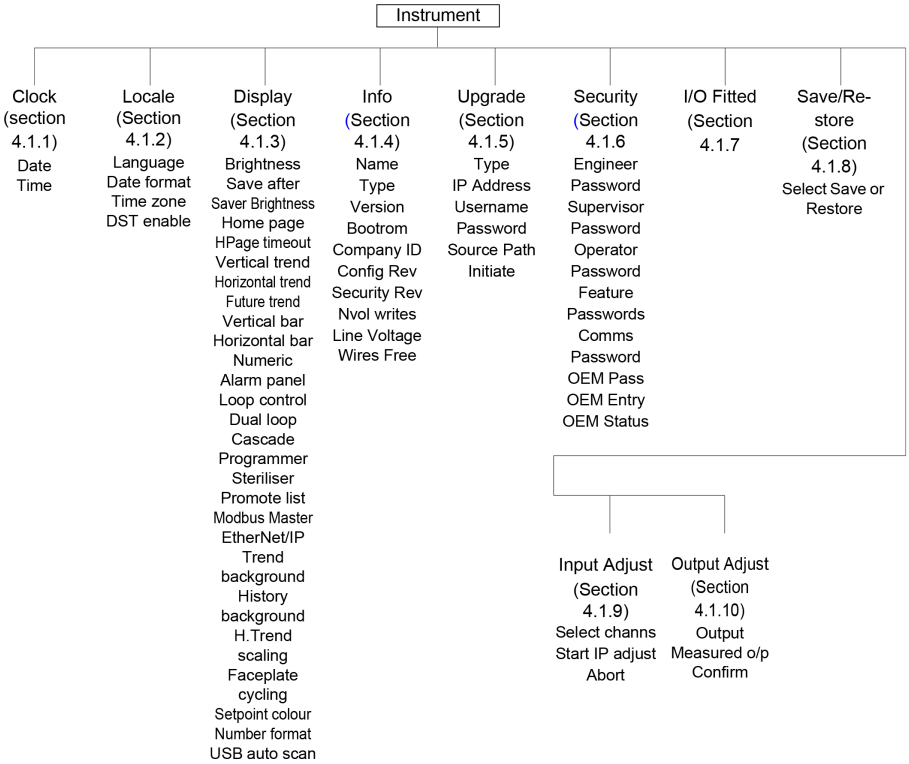 Instrument
Clock
(section
4.1.1)
Date
Time
Locale
(Section
4.1.2)
Language
Date format
Time zone
DST enable
Display
(Section
4.1.3)
Brightness
Save after
Saver Brightness
Home page
HPage timeout
Vertical trend
Horizontal trend
Future trend
Vertical bar
Horizontal bar
Numeric
Alarm panel
Loop control
Dual loop
Cascade
Programmer
Steriliser
Promote list
Modbus Master
EtherNet/IP
Trend
background
History
background
H.Trend
scaling
Faceplate
cycling
Setpoint colour
Number format
USB auto scan
Info
(Section
4.1.4)
Name
Type
Version
Bootrom
Company ID
Config Rev
Security Rev
Nvol writes
Line Voltage
Wires Free
Upgrade
(Section
4.1.5)
Type
IP Address
Username
Password
Source Path
Initiate
Security
(Section
4.1.6
Engineer
Password
Supervisor
Password
Operator
Password
Feature
Passwords
Comms
Password
OEM Pass
OEM Entry
OEM Status
I/O Fitted
(Section
4.1.7
Save/Re-
store
(Section
4.1.8)
Select Save or
Restore
Input Adjust
(Section
4.1.9)
Select channs
Start IP adjust
Abort
Output Adjust
(Section
4.1.10)
Output
Measured o/p
Confirm